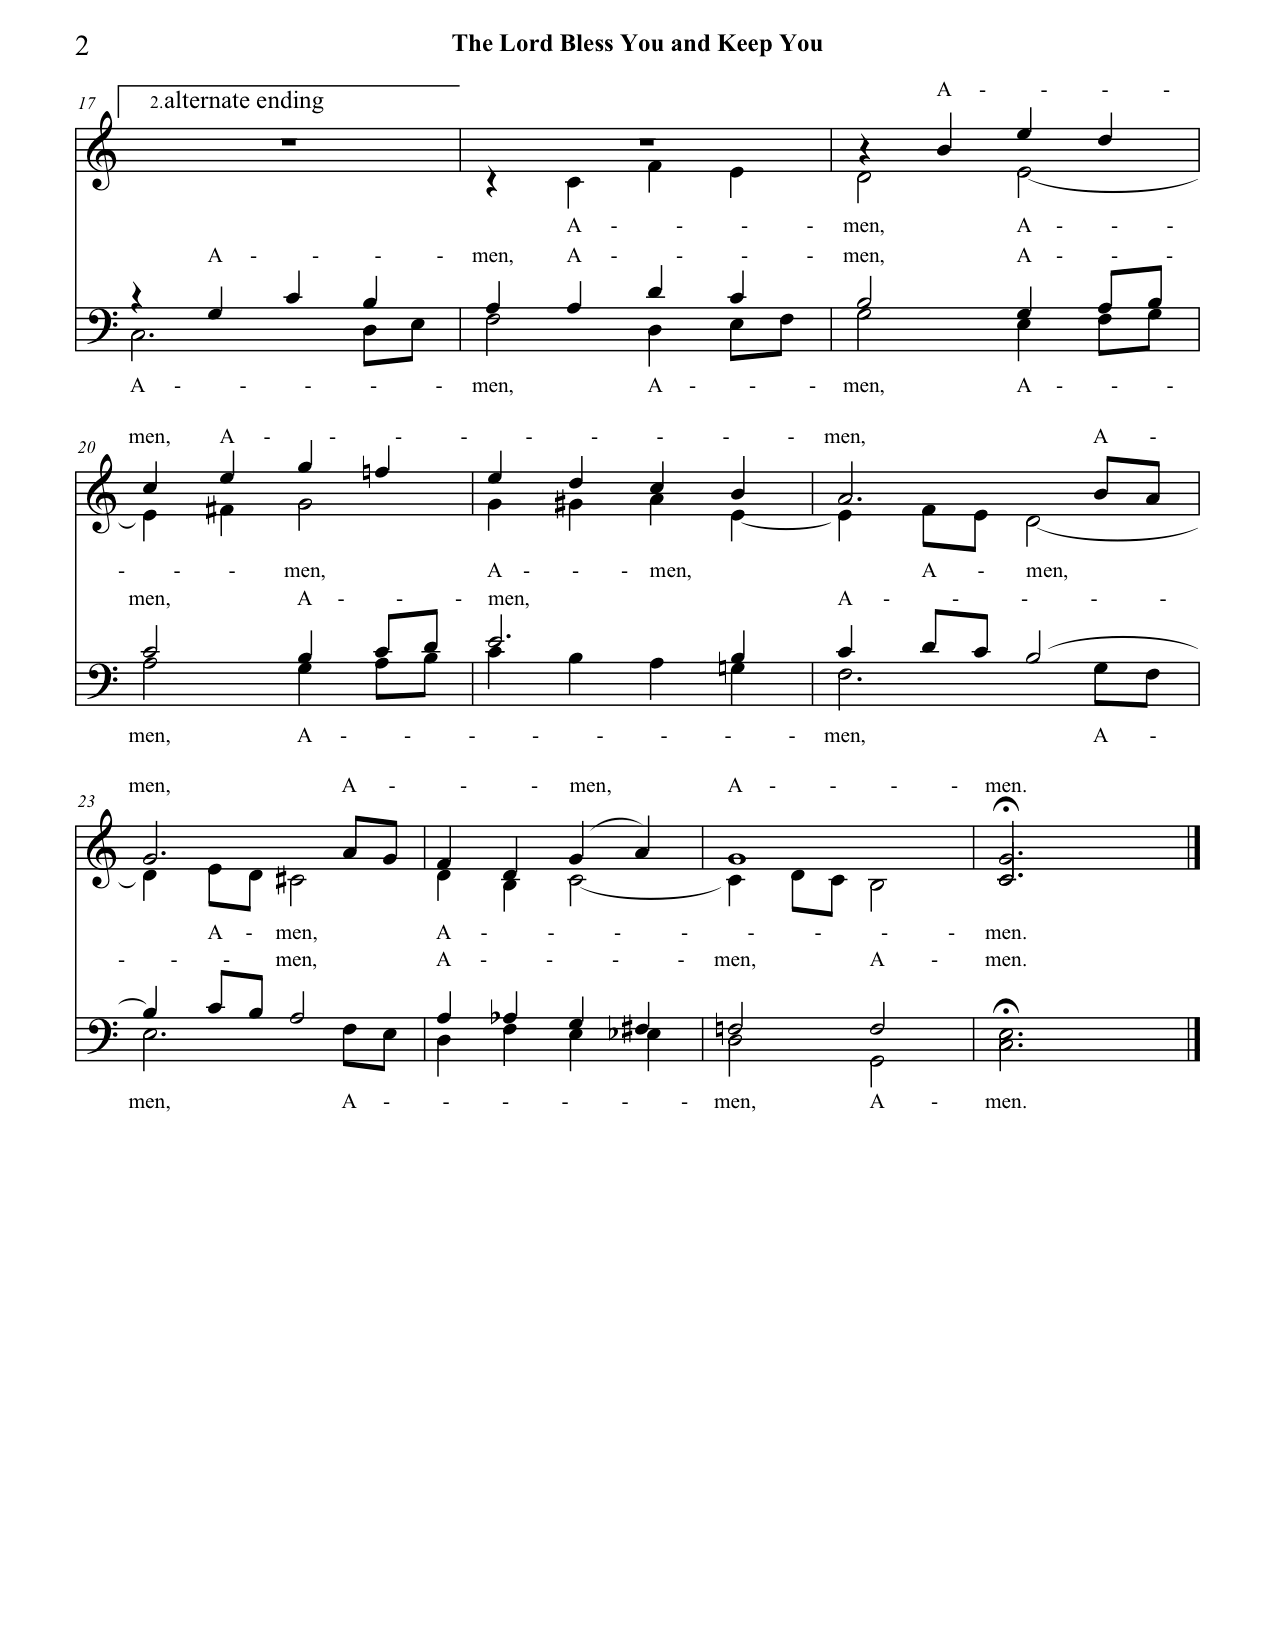 2
The Lord Bless You and Keep You
17
2.alternate ending
A - - - -
A - - - men, A - - -
A - - - - men, A - - - men, A - - -
A - - - - - men, A - - men, A - - -
20
men, A - - - - - - - - - men, A -
- - - men, A - - men, A - men,
men, A - - - men, A - - - - -
men, A - - - - - - - - men, A -
23
men, A - - - men, A - - - - men.
A - men, A - - - - - - - - men.
- - - men, A - - - - men, A - men.
men, A - - - - - - men, A - men.